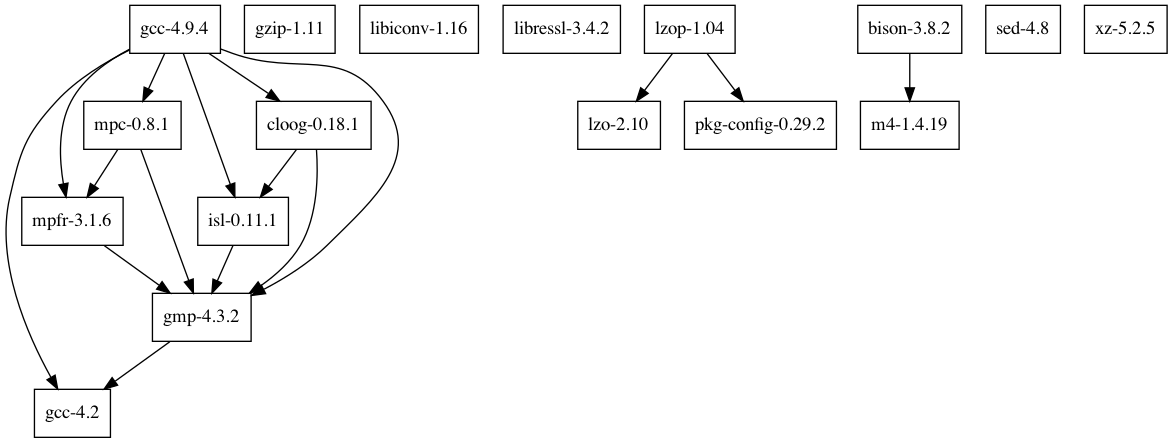 gcc-4.9.4
gzip-1.11
libiconv-1.16
libressl-3.4.2
lzop-1.04
bison-3.8.2
sed-4.8
xz-5.2.5
mpc-0.8.1
cloog-0.18.1
lzo-2.10
pkg-config-0.29.2
m4-1.4.19
mpfr-3.1.6
isl-0.11.1
gmp-4.3.2
gcc-4.2